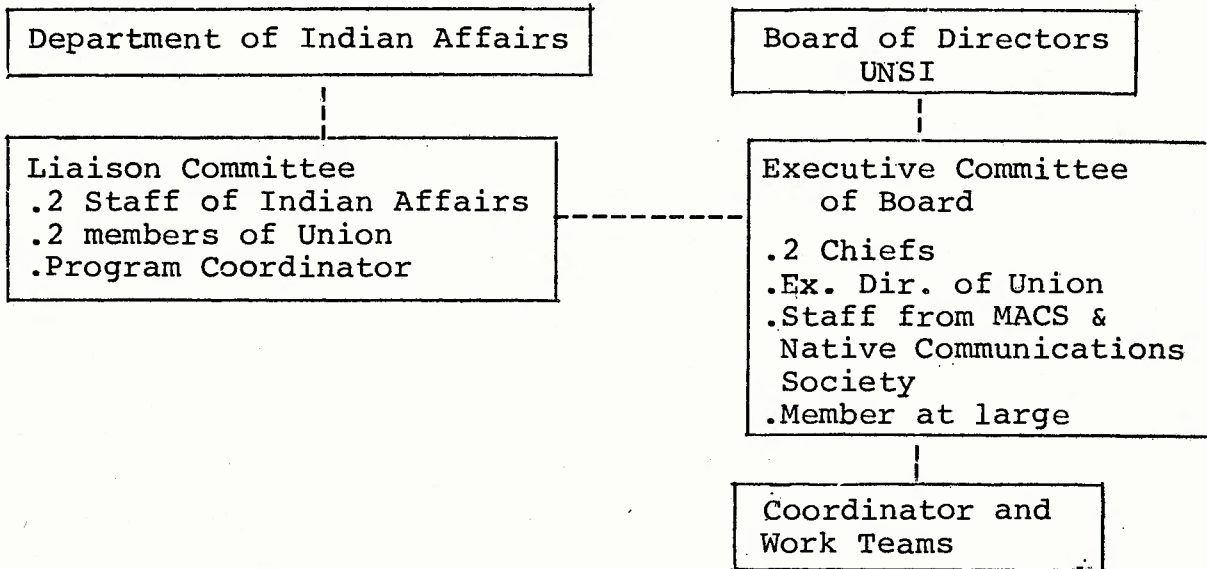 Department of Indian Affairs
Board of Directors
UNSI
Liaison Committee
.2 Staff of Indian Affairs
.2 members of Union
.Program Coordinator
Executive Committee
of Board
.2 Chiefs
.Ex. Dir. of Union
.Staff from MACS &
Native Communications
Society
.Member at large
Coordinator and
Work Teams